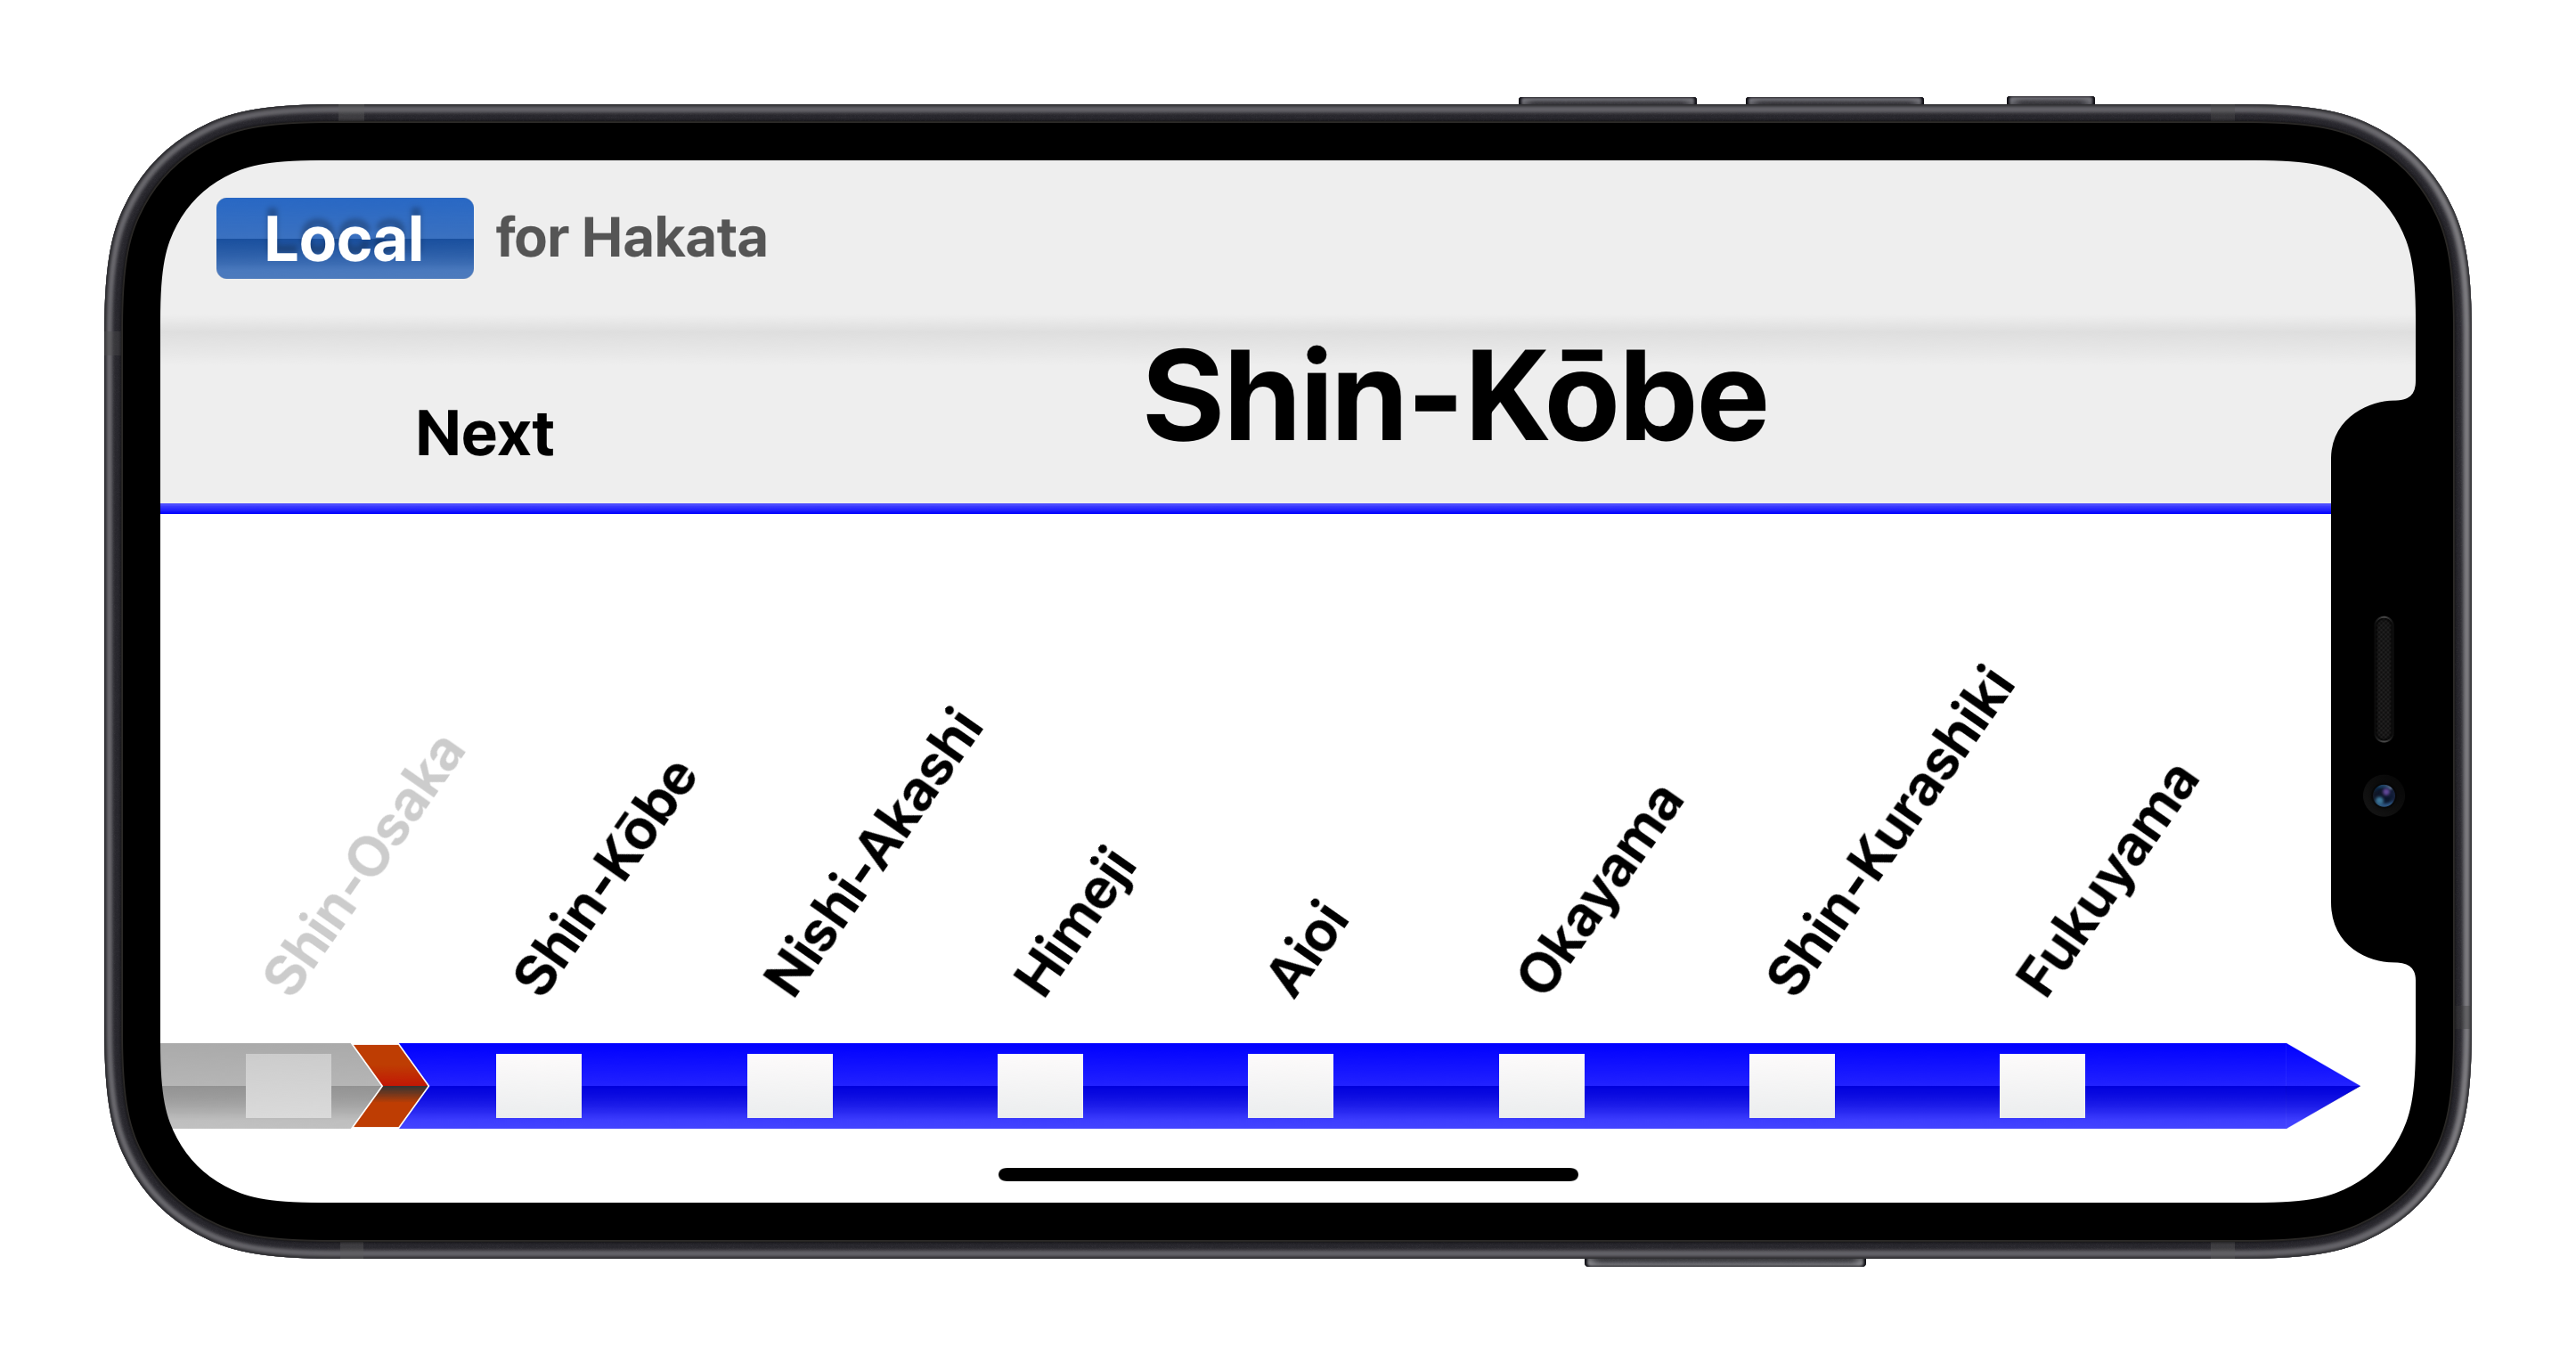 Local for Hakata
Next
Shin-Kōbe
Shin-Osaka
Shin-Kōbe
Nishi-Akashi
Himeji
Aioi
Okayama
Shin-Kurashiki
Fukuyama